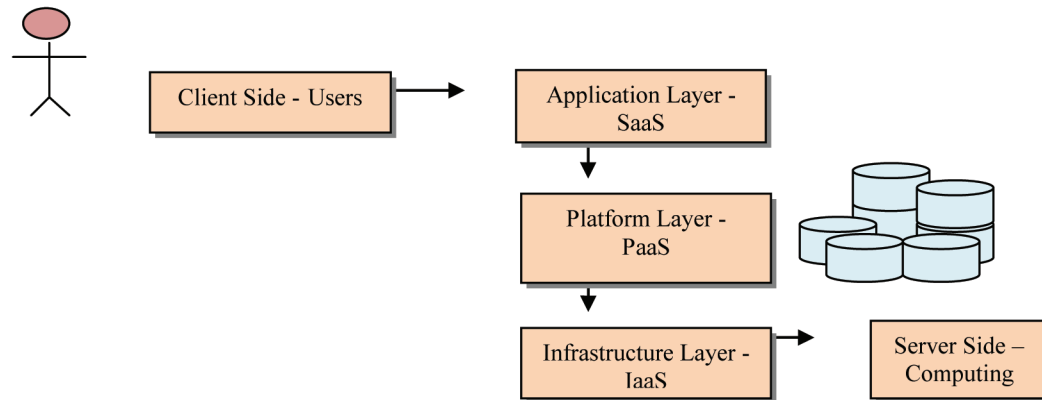 Client Side - Users
Application Layer -
SaaS
Platform Layer -
PaaS
Infrastructure Layer -
IaaS
Server Side –
Computing